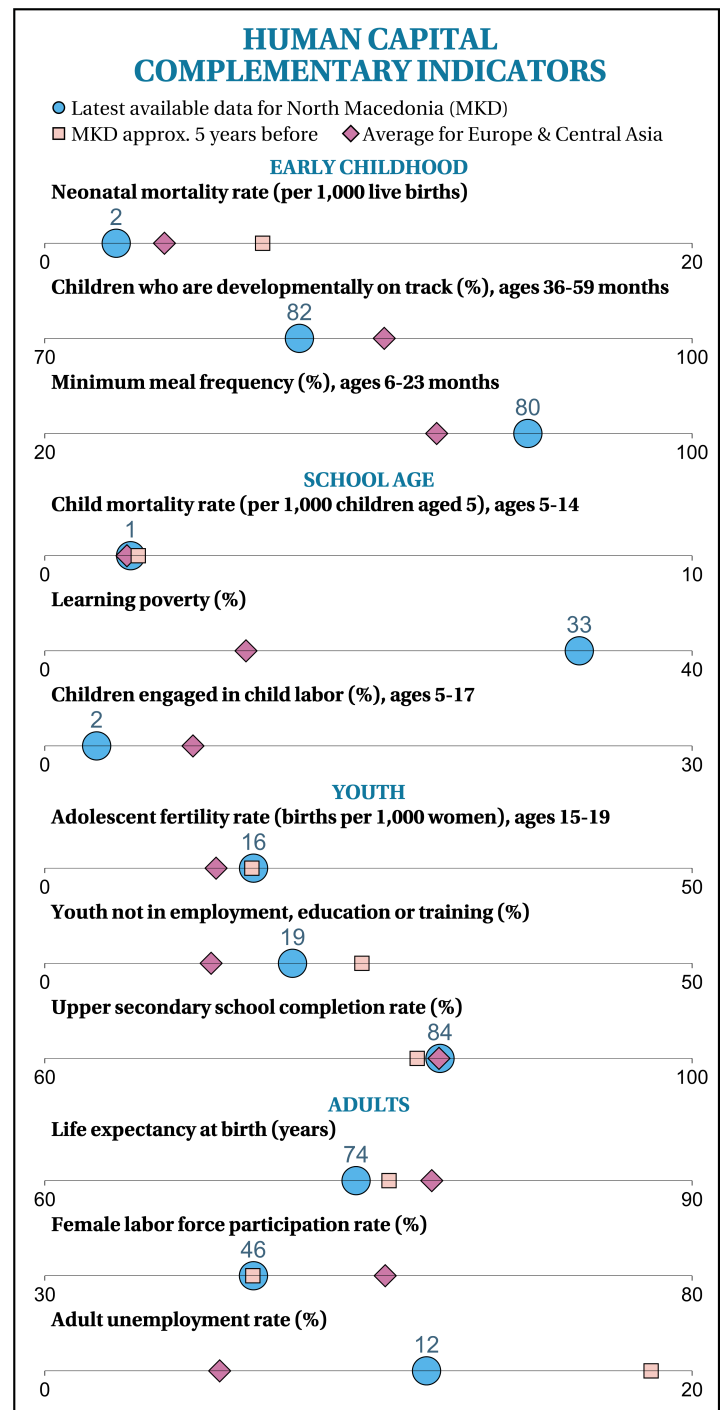 HUMAN CAPITAL
COMPLEMENTARY INDICATORS
Latest available data for North Macedonia (MKD)
MKD approx. 5 years before Average for Europe & Central Asia
EARLY CHILDHOOD
Neonatal mortality rate (per 1,000 live births)
2
0 20
Children who are developmentally on track (%), ages 36-59 months
82
70 100
Minimum meal frequency (%), ages 6-23 months
80
20 100
SCHOOL AGE
Child mortality rate (per 1,000 children aged 5), ages 5-14
1
0 10
Learning poverty (%)
33
0 40
Children engaged in child labor (%), ages 5-17
2
0 30
YOUTH
Adolescent fertility rate (births per 1,000 women), ages 15-19
16
0 50
Youth not in employment, education or training (%)
19
0 50
Upper secondary school completion rate (%)
84
60 100
ADULTS
Life expectancy at birth (years)
74
60 90
Female labor force participation rate (%)
46
30 80
Adult unemployment rate (%)
12
0 20